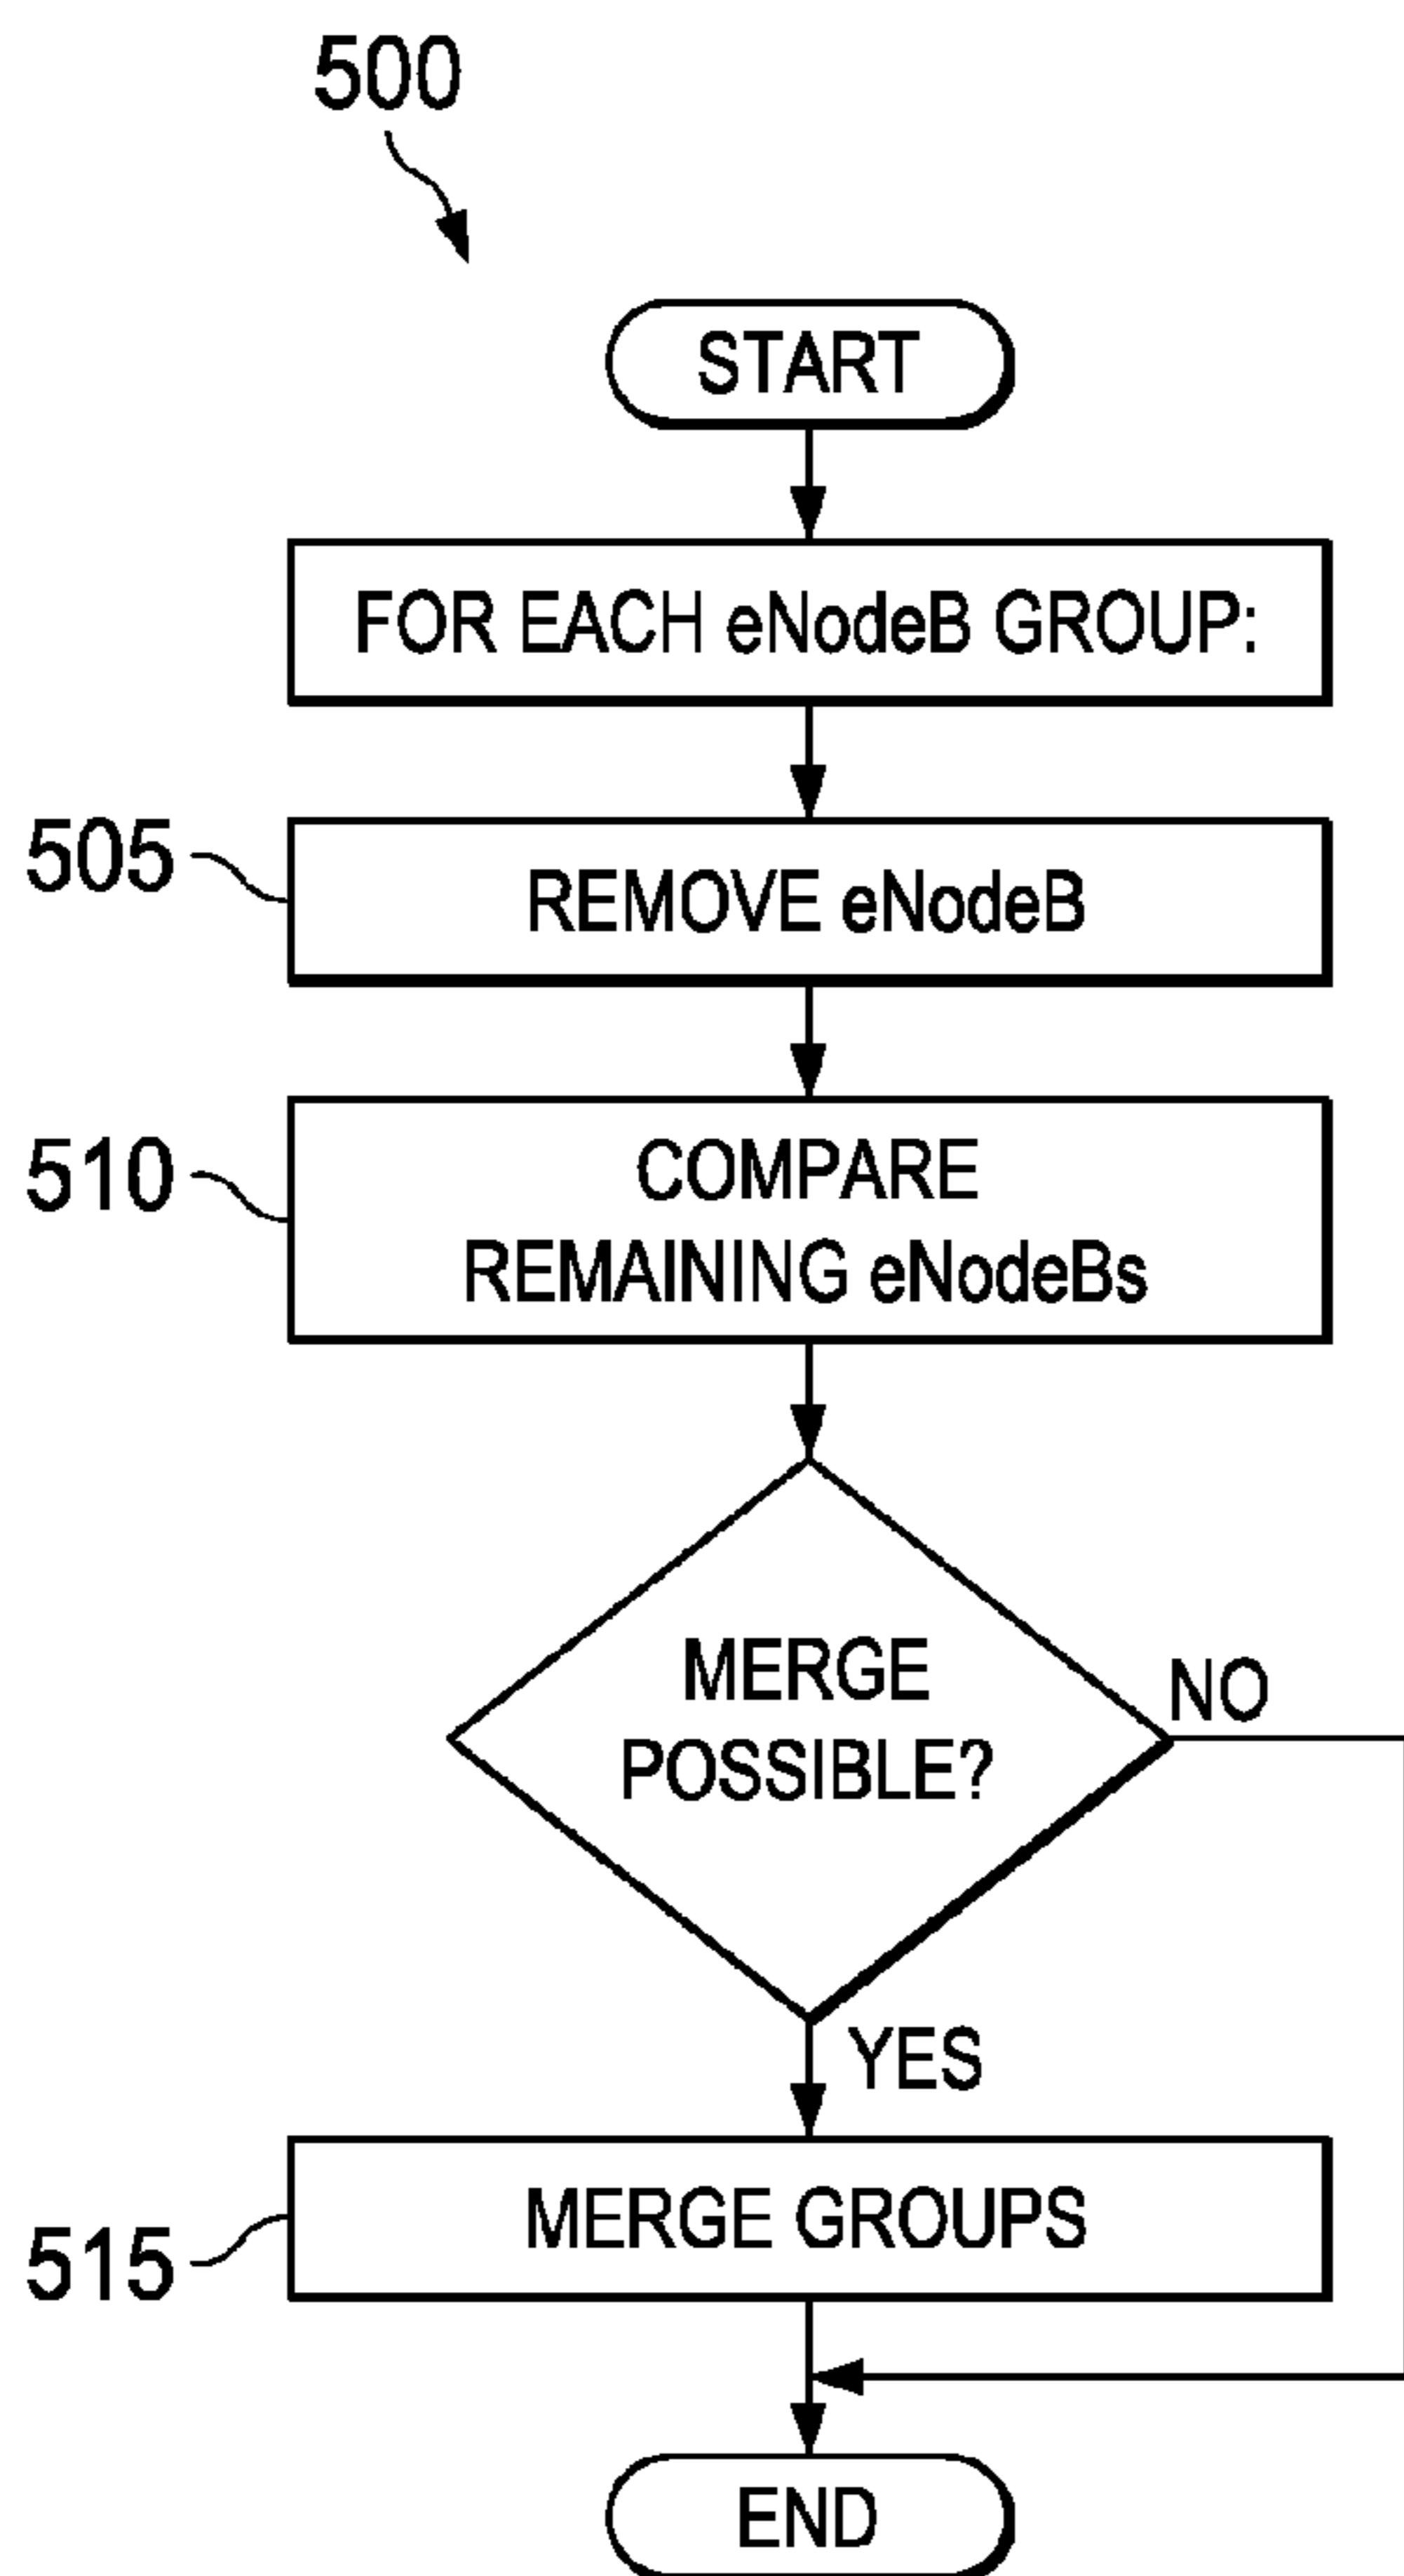 500
START
FOR EACH eNodeB GROUP:
505
REMOVE eNodeB
510
COMPARE
REMAINING eNodeBs
MERGE
POSSIBLE?
NO
YES
515
MERGE GROUPS
END